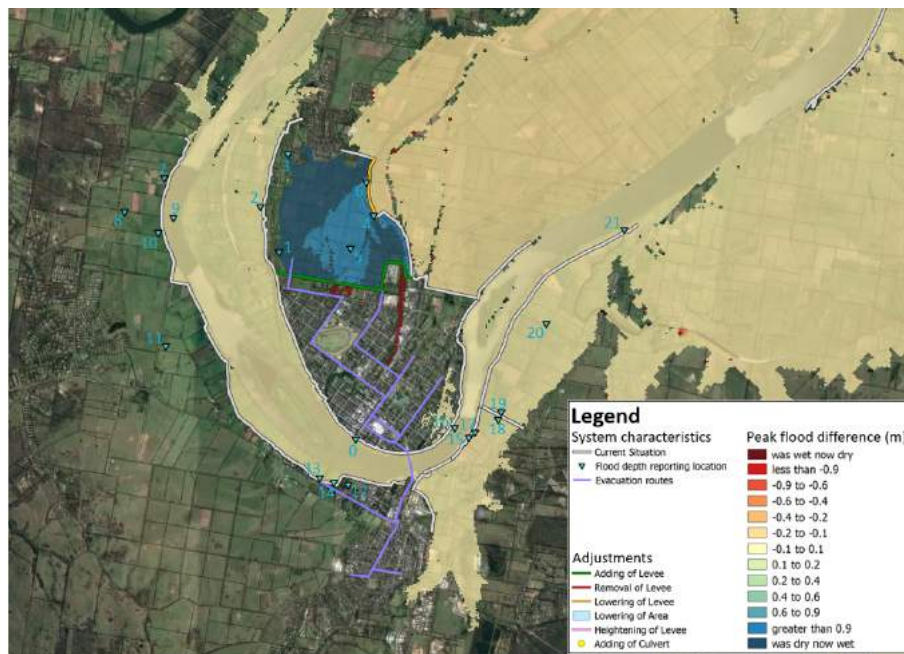 2
9
10
11
1
21
20
19
18
17
15
0
13
14
Legend
System characteristics
Current Situation
Flood depth reporting location
Evacuation routes
Adjustments
Adding of Levee
Removal of Levee
Lowering of Levee
Lowering of Area
Heightening of Levee
Adding of Culvert
Peak flood difference (m)
was wet now dry
less than -0.9
-0.9 to -0.6
-0.6 to -0.4
-0.4 to -0.2
-0.2 to -0.1
-0.1 to 0.1
0.1 to 0.2
0.2 to 0.4
0.4 to 0.6
0.6 to 0.9
greater than 0.9
was dry now wet